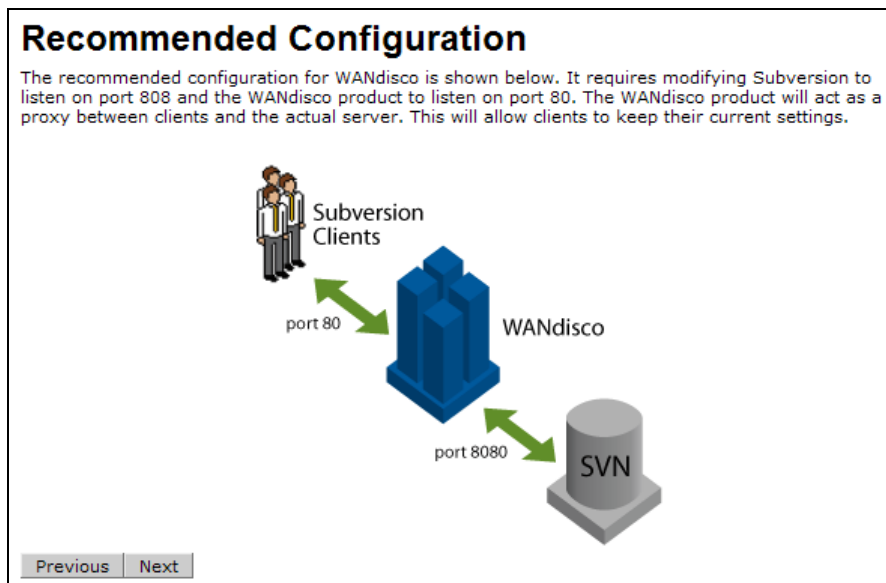 Recommended Configuration
The recommended configuration for WANdisco is shown below. It requires modifying Subversion to
listen on port 808 and the WANdisco product to listen on port 80. The WANdisco product will act as a
proxy between clients and the actual server. This will allow clients to keep their current settings.
Subversion
Clients
port 80
WANdisco
port 8080
SVN
Previous
Next